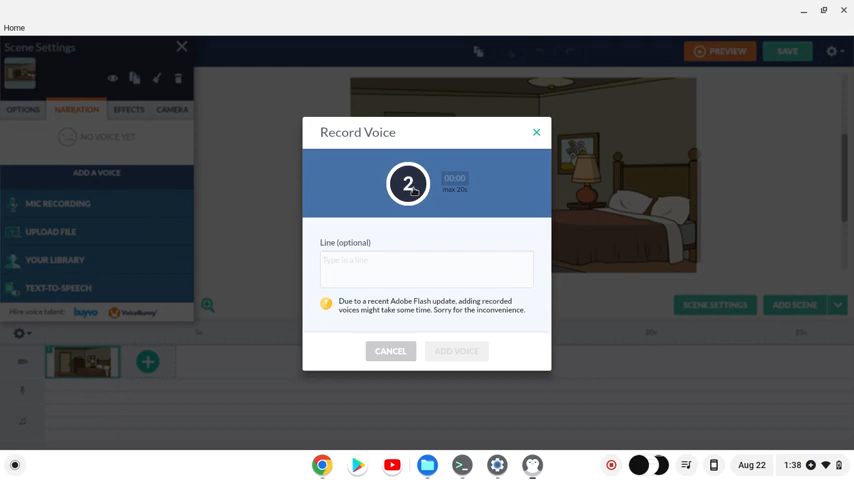 Home
Scene Settings
PREVIEW
SAVE
OPTIONS
NARRATION
EFFECTS
CAMERA
NO VOICE YET
ADD A VOICE
MIC RECORDING
UPLOAD FILE
YOUR LIBRARY
TEXT-TO-SPEECH
Hire voice talent: buyvo VoiceBunny
Record Voice
2
00:00
max 20s
Line (optional)
Type in a line
Due to a recent Adobe Flash update, adding recorded
voices might take some time. Sorry for the inconvenience.
CANCEL
ADD VOICE
SCENE SETTINGS
ADD SCENE
5s
Aug 22
1:38